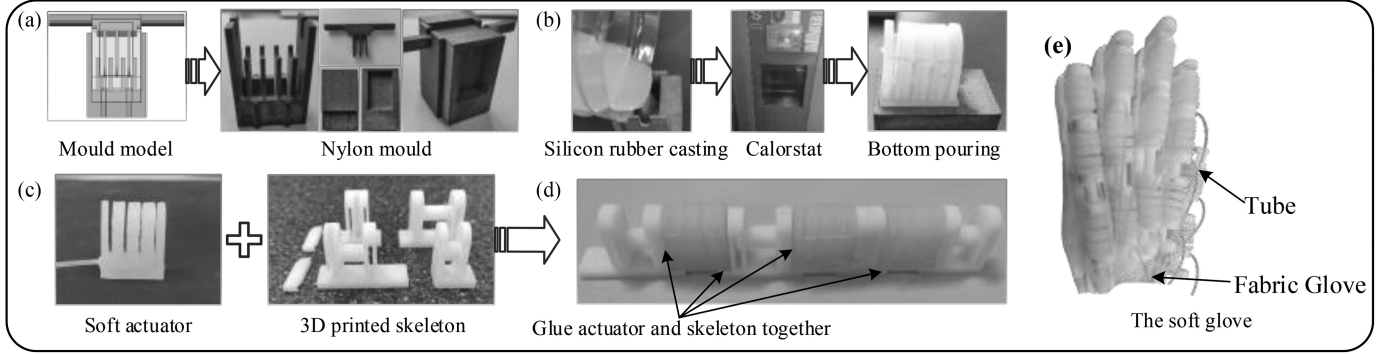 (a)
Mould model
Nylon mould
(b)
Silicon rubber casting
Calorstat
Bottom pouring
(c)
Soft actuator
3D printed skeleton
(d)
Glue actuator and skeleton together
(e)
Tube
Fabric Glove
The soft glove